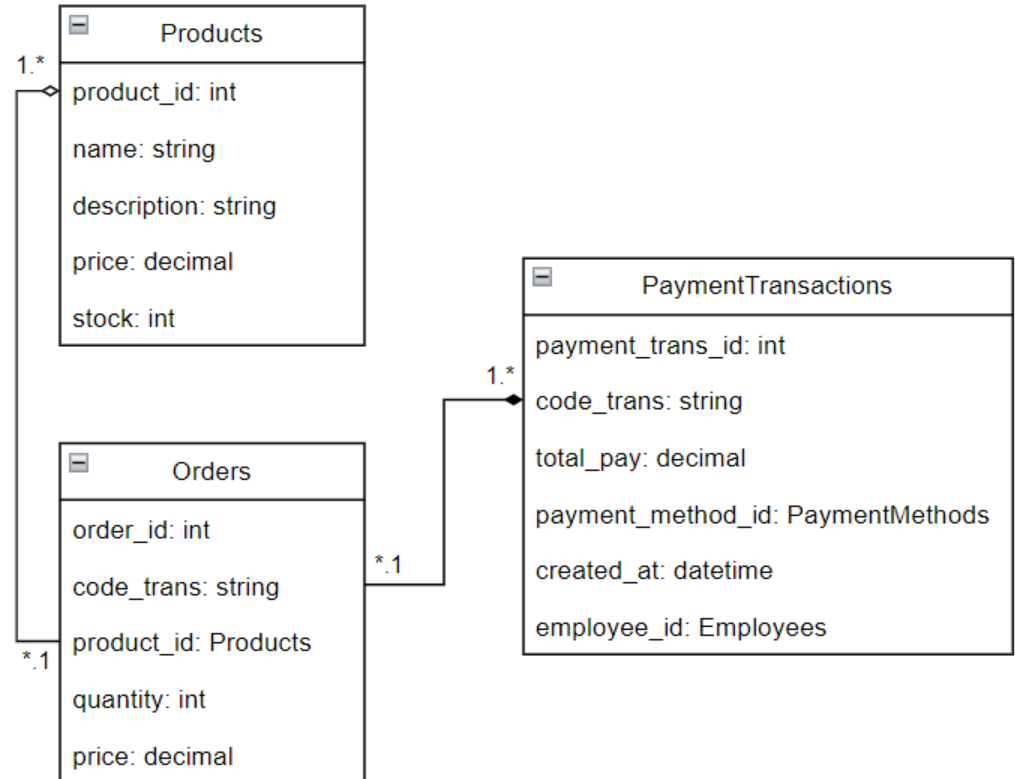 Products
1.*
product_id: int
name: string
description: string
price: decimal
stock: int
PaymentTransactions
payment_trans_id: int
1.*
code_trans: string
total_pay: decimal
payment_method_id: PaymentMethods
created_at: datetime
employee_id: Employees
Orders
order_id: int
*.1
code_trans: string
product_id: Products
*.1
quantity: int
price: decimal